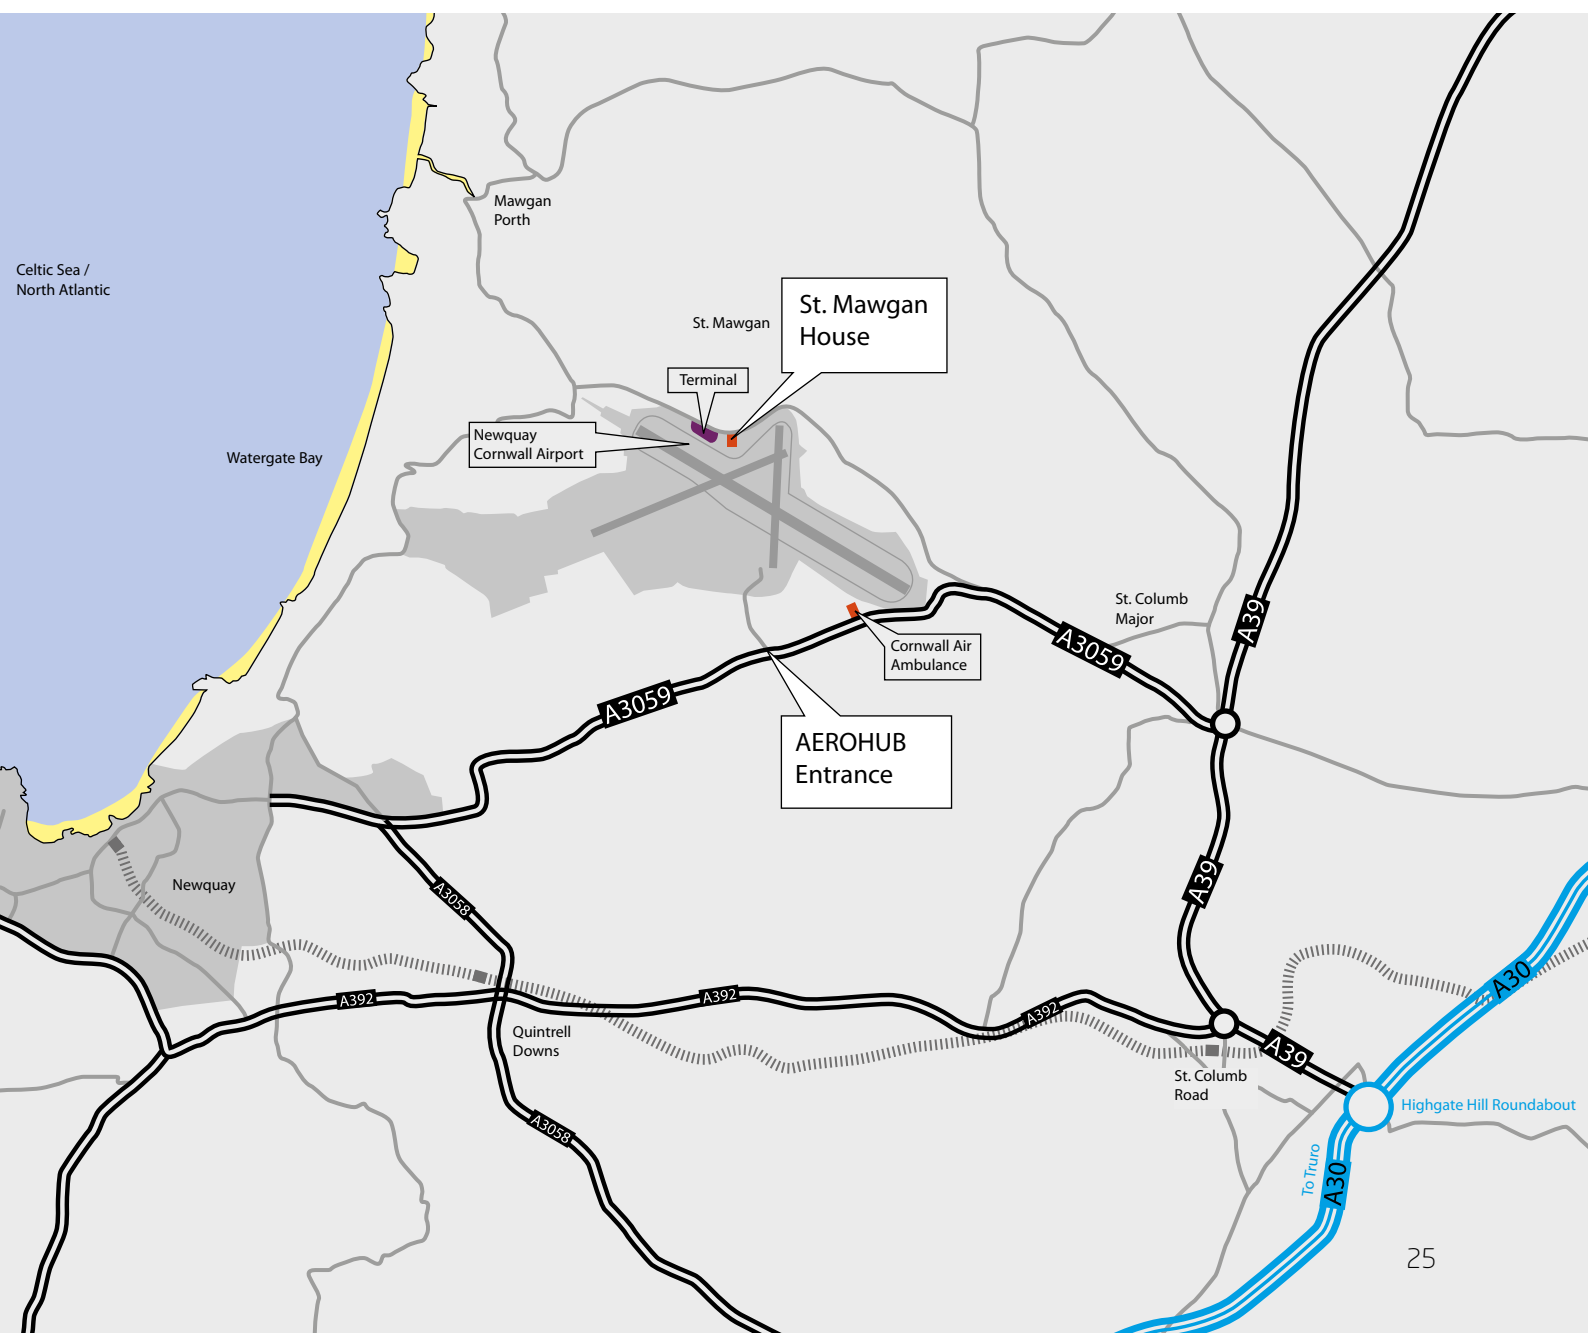 Mawgan
Porth
Celtic Sea /
North Atlantic
St. Mawgan
House
St. Mawgan
Terminal
Newquay
Cornwall Airport
Watergate Bay
St. Columb
Major
A39
A3059
Cornwall Air
Ambulance
A3059
AEROHUB
Entrance
A39
Newquay
A3058
A30
A392
A392
A392
Quintrell
Downs
A39
St. Columb
Road
Highgate Hill Roundabout
A3058
To Truro
A30
25